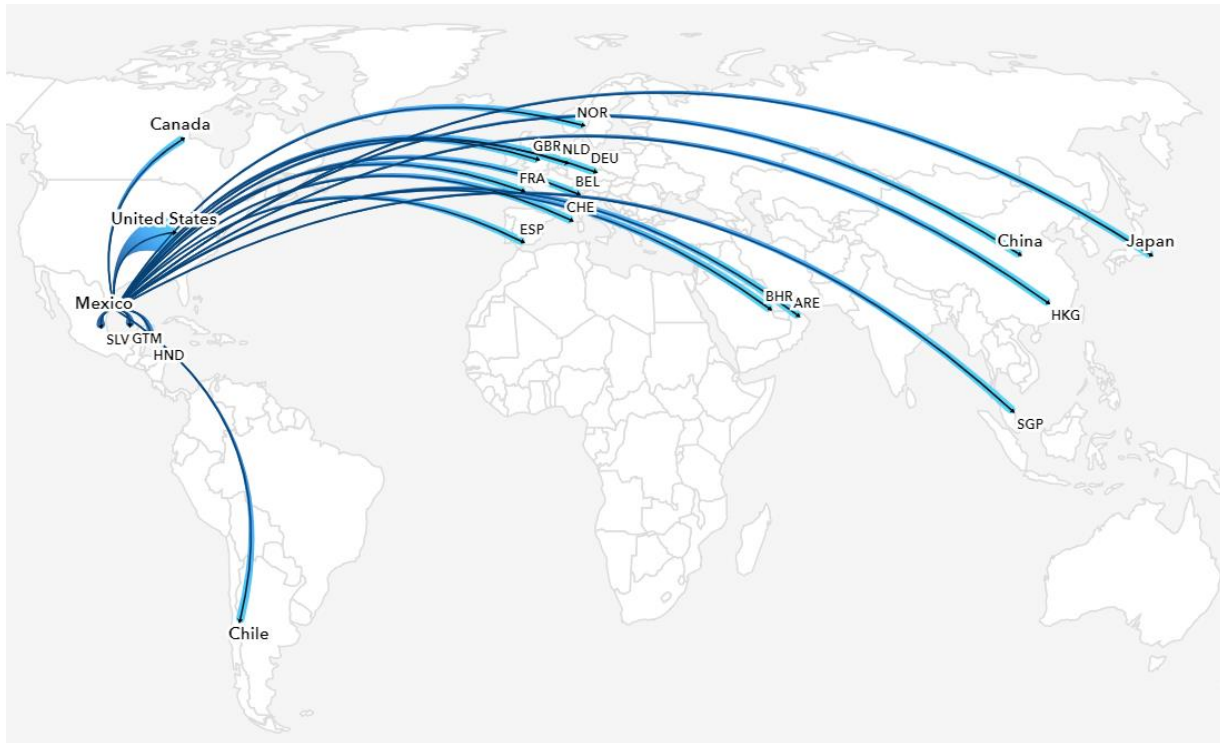 NOR
Canada
GBR
NLD
DEU
FRA
BEL
CHE
United States
ESP
China
Japan
Mexico
BHR
ARE
HKG
SLV
GTM
HND
SGP
Chile